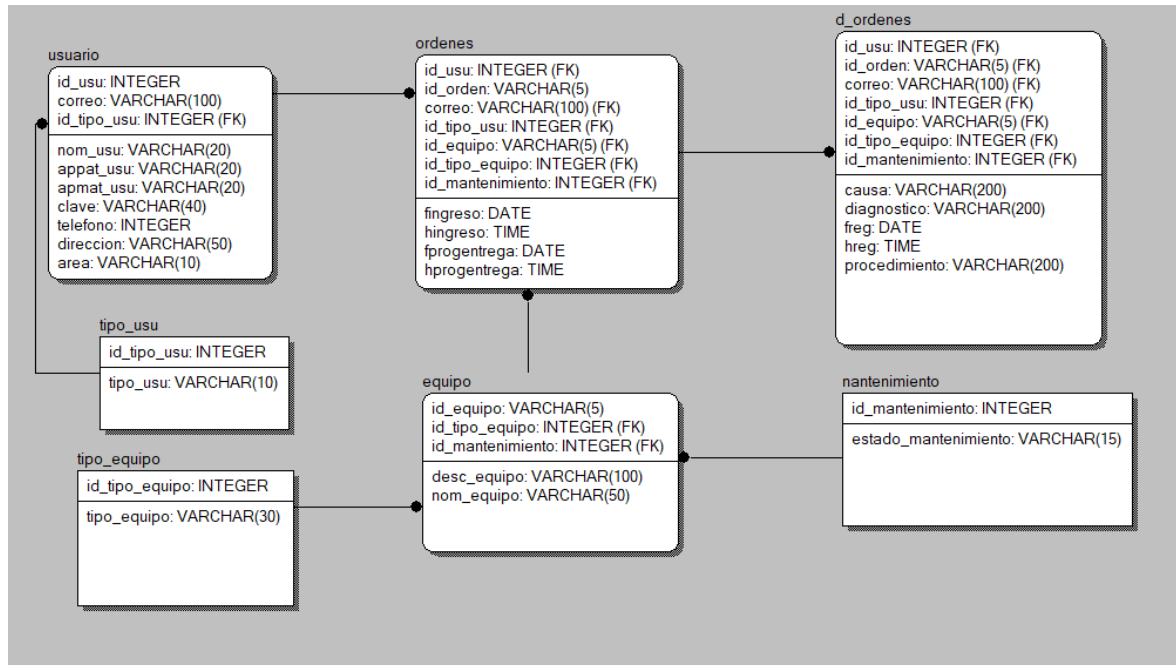 usuario
id_usu: INTEGER
correo: VARCHAR(100)
id_tipo_usu: INTEGER (FK)
nom_usu: VARCHAR(20)
appat_usu: VARCHAR(20)
apmat_usu: VARCHAR(20)
clave: VARCHAR(40)
telefono: INTEGER
direccion: VARCHAR(50)
area: VARCHAR(10)
ordenes
id_usu: INTEGER (FK)
id_orden: VARCHAR(5)
correo: VARCHAR(100) (FK)
id_tipo_usu: INTEGER (FK)
id_equipo: VARCHAR(5) (FK)
id_tipo_equipo: INTEGER (FK)
id_mantenimiento: INTEGER (FK)
fingreso: DATE
hingreso: TIME
fprogentrega: DATE
hprogentrega: TIME
d_ordenes
id_usu: INTEGER (FK)
id_orden: VARCHAR(5) (FK)
correo: VARCHAR(100) (FK)
id_tipo_usu: INTEGER (FK)
id_equipo: VARCHAR(5) (FK)
id_tipo_equipo: INTEGER (FK)
id_mantenimiento: INTEGER (FK)
causa: VARCHAR(200)
diagnostico: VARCHAR(200)
freg: DATE
hreg: TIME
procedimiento: VARCHAR(200)
tipo_usu
id_tipo_usu: INTEGER
tipo_usu: VARCHAR(10)
equipo
id_equipo: VARCHAR(5)
id_tipo_equipo: INTEGER (FK)
id_mantenimiento: INTEGER (FK)
desc_equipo: VARCHAR(100)
nom_equipo: VARCHAR(50)
nantenimiento
id_mantenimiento: INTEGER
estado_mantenimiento: VARCHAR(15)
tipo_equipo
id_tipo_equipo: INTEGER
tipo_equipo: VARCHAR(30)